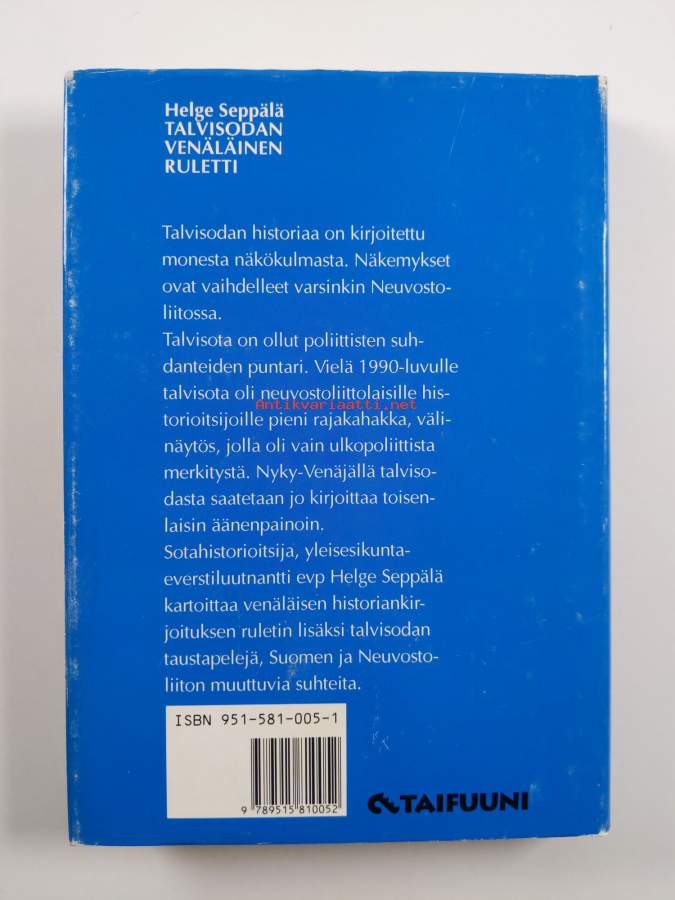 Helge Seppälä
TALVISODAN
VENÄLÄINEN
RULETTI
Talvisodan historiaa on kirjoitettu
monesta näkökulmasta. Näkemykset
ovat vaihdelleet varsinkin Neuvosto-
liitossa.
Talvisota on ollut poliittisten suh-
danteiden puntari. Vielä 1990-luvulle
talvisota oli neuvostoliittolaisille his-
Antikvariaatti.net
torioitsijoille pieni rajakahakka, väli-
näytös, jolla oli vain ulkopoliittista
merkitystä. Nyky-Venäjällä talviso-
dasta saatetaan jo kirjoittaa toisen-
laisin äänenpainoin.
Sotahistorioitsija, yleisesikunta-
everstiluutnantti evp Helge Seppälä
kartoittaa venäläisen historiankir-
joituksen ruletin lisäksi talvisodan
taustapelejä, Suomen ja Neuvosto-
liiton muuttuvia suhteita.
ISBN 951-581-005-1
9 789515 810052
TAIFUUNI